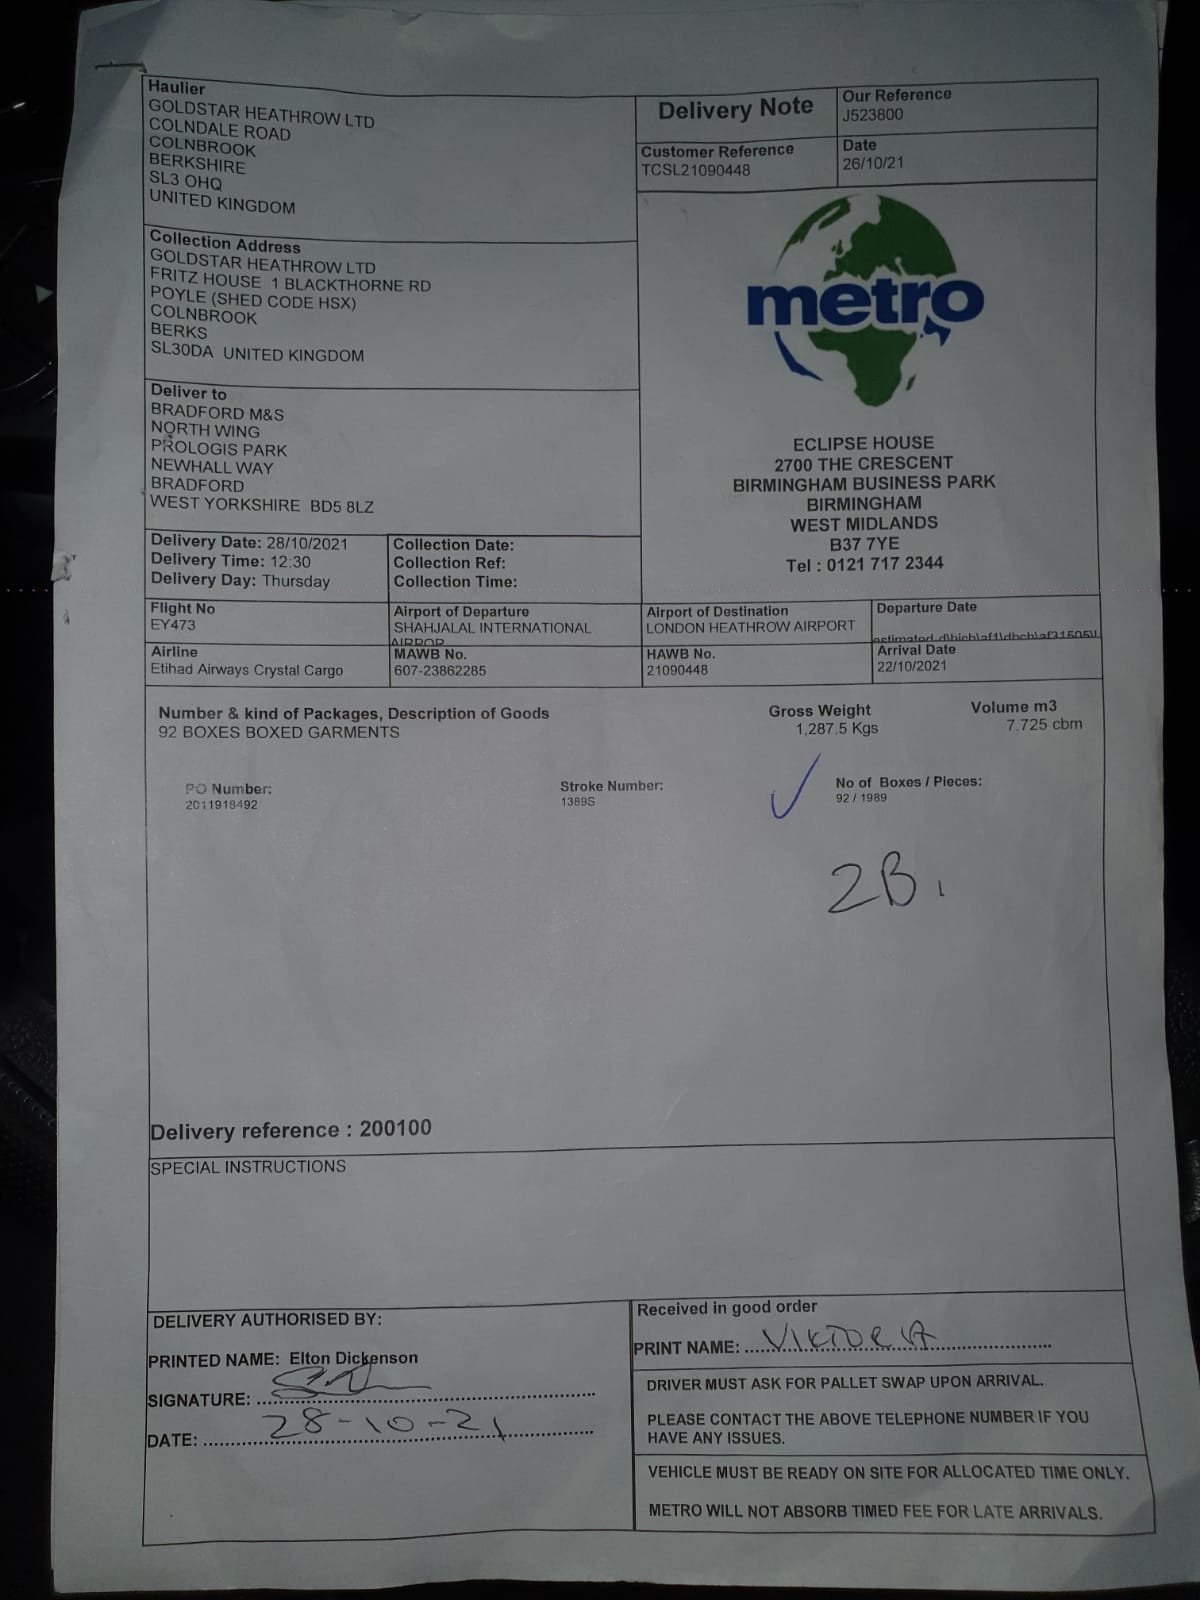 Haulier
GOLDSTAR HEATHROW LTD
COLNDALE ROAD
COLNBROOK
BERKSHIRE
SL3 OHQ
UNITED KINGDOM
Delivery Note
Our Reference
J523800
Customer Reference
TCSL21090448
Date
26/10/21
Collection Address
GOLDSTAR HEATHROW LTD
FRITZ HOUSE 1 BLACKTHORNE RD
POYLE (SHED CODE HSX)
COLNBROOK
BERKS
SL30DA UNITED KINGDOM
metro
Deliver to
BRADFORD M&S
NORTH WING
PROLOGIS PARK
NEWHALL WAY
BRADFORD
WEST YORKSHIRE BD5 8LZ
ECLIPSE HOUSE
2700 THE CRESCENT
BIRMINGHAM BUSINESS PARK
BIRMINGHAM
WEST MIDLANDS
B37 7YE
Tel : 0121 717 2344
Delivery Date: 28/10/2021
Delivery Time: 12:30
Delivery Day: Thursday
Collection Date:
Collection Ref:
Collection Time:
Flight No
EY473
Airport of Departure
SHAHJALAL INTERNATIONAL
Airport of Destination
LONDON HEATHROW AIRPORT
Departure Date
Airline
Etihad Airways Crystal Cargo
MAWB No.
607-23862285
HAWB No.
21090448
Arrival Date
22/10/2021
Number & kind of Packages, Description of Goods
92 BOXES BOXED GARMENTS
Gross Weight
1,287.5 Kgs
Volume m3
7.725 cbm
PO Number:
2011918492
Stroke Number:
1389S
No of Boxes / Pieces:
92 / 1989
2B
Delivery reference : 200100
SPECIAL INSTRUCTIONS
DELIVERY AUTHORISED BY:
PRINTED NAME: Elton Dickenson
SIGNATURE:
DATE: 28-10-21
Received in good order
PRINT NAME: VIKTORIA
DRIVER MUST ASK FOR PALLET SWAP UPON ARRIVAL.
PLEASE CONTACT THE ABOVE TELEPHONE NUMBER IF YOU
HAVE ANY ISSUES.
VEHICLE MUST BE READY ON SITE FOR ALLOCATED TIME ONLY.
METRO WILL NOT ABSORB TIMED FEE FOR LATE ARRIVALS.